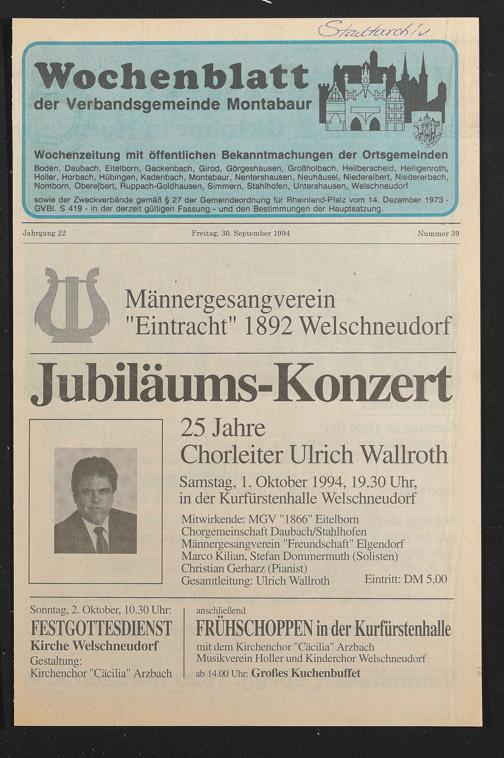 Stadtarchiv
Wochenblatt
der Verbandsgemeinde Montabaur
Wochenzeitung mit öffentlichen Bekanntmachungen der Ortsgemeinden
Boden, Daubach, Eitelborn, Gackenbach, Girod, Görgeshausen, Großholbach, Heilberscheid, Heiligenroth,
Holler, Horbach, Hübingen, Kadenbach, Montabaur, Nentershausen, Neuhäusel, Niederelbert, Niedererbach,
Nomborn, Oberelbert, Ruppach-Goldhausen, Simmern, Stahlhofen, Untershausen, Welschneudorf
sowie der Zweckverbände gemäß § 27 der Gemeindeordnung für Rheinland-Pfalz vom 14. Dezember 1973 -
GVBl. S 419 - in der derzeit gültigen Fassung - und den Bestimmungen der Hauptsatzung.
Jahrgang 22 Freitag, 30. September 1994 Nummer 39
Männergesangverein
"Eintracht" 1892 Welschneudorf
Jubiläums-Konzert
25 Jahre
Chorleiter Ulrich Wallroth
Samstag, 1. Oktober 1994, 19.30 Uhr,
in der Kurfürstenhalle Welschneudorf
Mitwirkende: MGV "1866" Eitelborn
Chorgemeinschaft Daubach/Stahlhofen
Männergesangverein "Freundschaft" Elgendorf
Marco Kilian, Stefan Dommermuth (Solisten)
Christian Gerharz (Pianist)
Gesamtleitung: Ulrich Wallroth Eintritt: DM 5,00
Sonntag, 2. Oktober, 10.30 Uhr:
FESTGOTTESDIENST
Kirche Welschneudorf
Gestaltung:
Kirchenchor "Cäcilia" Arzbach
anschließend
FRÜHSCHOPPEN in der Kurfürstenhalle
mit dem Kirchenchor "Cäcilia" Arzbach
Musikverein Holler und Kinderchor Welschneudorf
ab 14.00 Uhr: Großes Kuchenbuffet